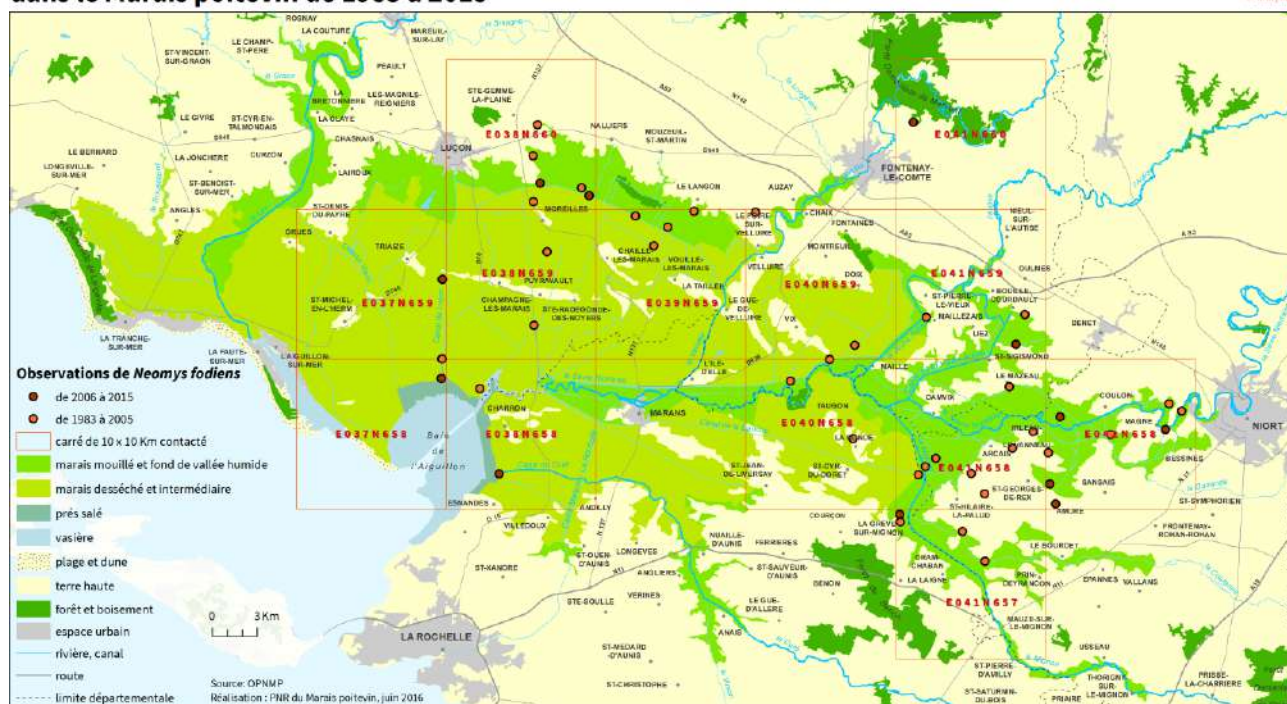 dans le Marais poitevin de 1983 à 2015
ROSNAY
LA COUTURE
MAREUIL-
SUR-LAY
ST-VINCENT
SUR-GRAON
LE CHAMP-
ST-PERE
PEAULT
LA
BRETONNIERE
LES-MAGNILS-
REIGNIERS
STE-GEMME-
LA-PLAINE
LE GIVRE
ST-CYR-EN-
TALMONDAIS
LA CLAYE
CHASNAIS
E038N660
NALLIERS
MOUZEUIL-
ST-MARTIN
E041N660
LUÇON
LE BERNARD
LONGEVILLE-
SUR-MER
LA JONCHERE
CURZON
LAIROUX
ST-BENOIST-
SUR-MER
FONTENAY-
LE-COMTE
LE LANGON
AUZAY
ANGLES
ST-DENIS-
DU-PAYRE
MOREILLES
LE POIRE-
SUR-
VELLUIRE
CHAIX
FONTAINES
NIEUL-
SUR-
L'AUTISE
GRUES
TRIAIZE
CHAILLE-
LES-MARAIS
VOUILLE-
LES-MARAIS
VELLUIRE
MONTREUIL
E038N659
PUYRAVAULT
DOIX
E041N659
OULMES
E037N659
ST-MICHEL-
EN-L'HERM
CHAMPAGNE-
LES-MARAIS
STE-RADEGONDE-
DES-NOYERS
LA TAILLEE
E039N659
E040N659
LE GUE-
DE-
VELLUIRE
VIX
ST-PIERRE-
LE-VIEUX
MAILLEZAIS
BOUILLE-
COURDAULT
LIEZ
BENET
LA TRANCHE-
SUR-MER
LA FAUTE-
SUR-MER
L'AIGUILLON-
SUR-MER
ST-SIGISMOND
L'ILE-
D'ELLE
MAILLE
LE MAZEAU
Observations de Neomys fodiens
de 2006 à 2015
de 1983 à 2005
carré de 10 x 10 Km contacté
marais mouillé et fond de vallée humide
marais desséché et intermédiaire
prés salé
vasière
plage et dune
terre haute
forêt et boisement
espace urbain
rivière, canal
route
limite départementale
CHARRON
MARANS
TAUGON
DAMVIX
COULON
MAGNE
NIORT
E037N658
Baie
de
l'Aiguillon
E038N658
E040N658
LA RONDE
ARCAIS
E042N658
BESSINES
E041N658
ST-JEAN-
DE-LIVERSAY
ST-CYR-
DU-DORET
SANSAIS
ST-GEORGES-
DE-REX
ST-SYMPHORIEN
ESNANDES
VILLEDOUX
ANDILLY
COURÇON
LA GREVE-
SUR-MIGNON
ST-HILAIRE-
LA-PALUD
AMURE
FRONTENAY-
ROHAN-ROHAN
ST-OUEN-
D'AUNIS
LONGEVES
NUAILLE-
D'AUNIS
FERRIERES
CRAM-
CHABAN
LE BOURDET
ST-XANDRE
ANGLIERS
ST-SAUVEUR-
D'AUNIS
BENON
LA LAIGNE
PRIN-
DEYRANCON
EPANNES
VALLANS
STE-SOULLE
VERINES
LE GUE-
D'ALLERE
E041N657
MAUZE-SUR-
LE-MIGNON
0 3 Km
LA ROCHELLE
ANAIS
USSEAU
ST-MEDARD
-D'AUNIS
ST-PIERRE-
D'AMILLY
THORIGNY-
SUR-
LE-MIGNON
PRISSE-
LA-CHARRIERE
Source: OPNMP
Réalisation : PNR du Marais poitevin, juin 2016
ST-CHRISTOPHE
ST-SATURNIN-
DU-BOIS
PRIAIRE